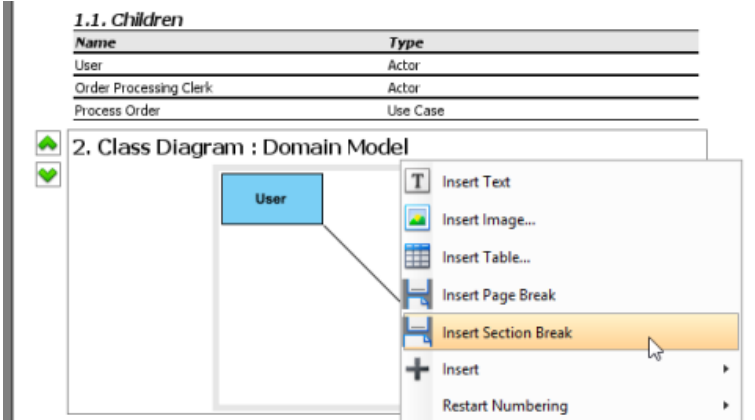 1.1. Children
Name Type
User Actor
Order Processing Clerk Actor
Process Order Use Case
2. Class Diagram : Domain Model
User
T Insert Text
Insert Image...
Insert Table...
Insert Page Break
Insert Section Break
Insert
Restart Numbering